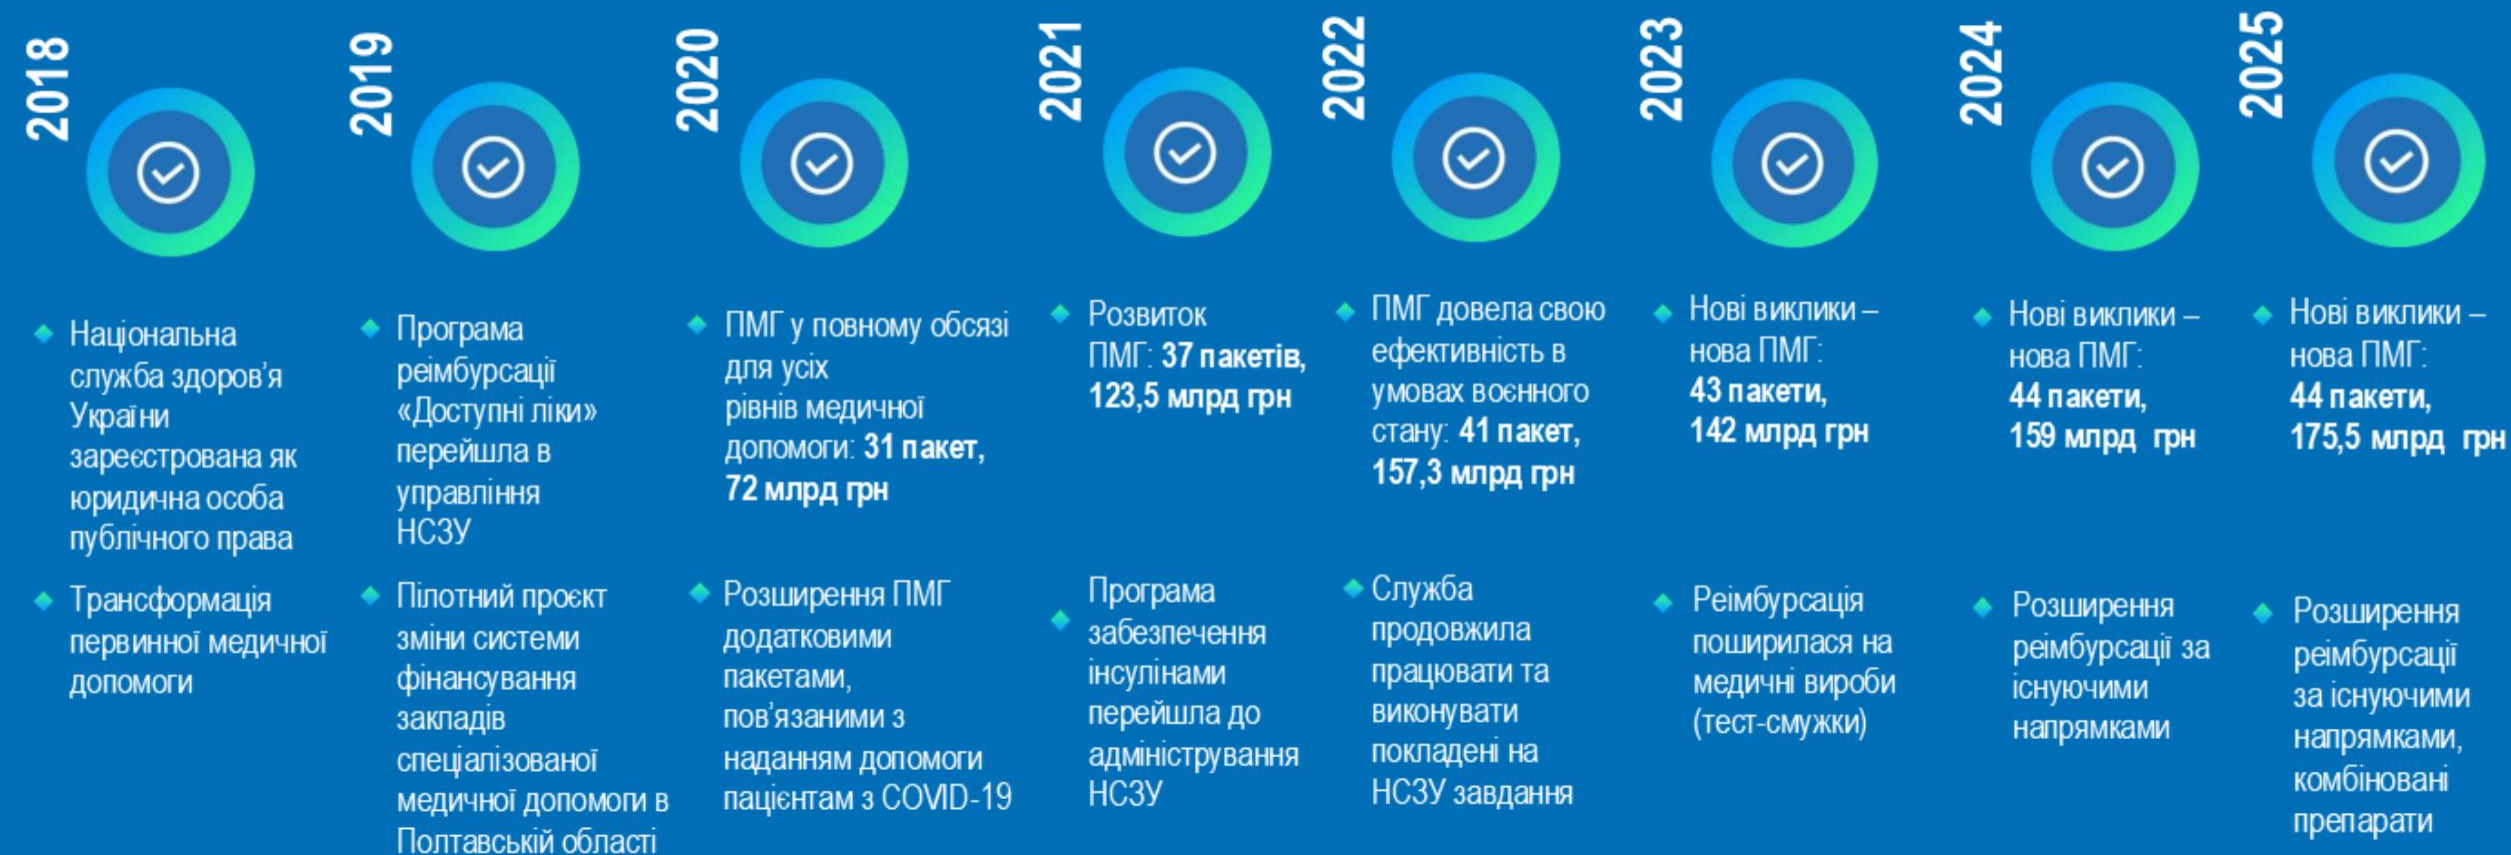 2018
Національна
служба здоров’я
України
зареєстрована як
юридична особа
публічного права
Трансформація
первинної медичної
допомоги
2019
Програма
реімбурсації
«Доступні ліки»
перейшла в
управління
НСЗУ
Пілотний проєкт
зміни системи
фінансування
закладів
спеціалізованої
медичної допомоги в
Полтавській області
2020
ПМГ у повному обсязі
для усіх
рівнів медичної
допомоги: 31 пакет,
72 млрд грн
Розширення ПМГ
додатковими
пакетами,
пов’язаними з
наданням допомоги
пацієнтам з COVID-19
2021
Розвиток
ПМГ: 37 пакетів,
123,5 млрд грн
Програма
забезпечення
інсулінами
перейшла до
адміністрування
НСЗУ
2022
ПМГ довела свою
ефективність в
умовах воєнного
стану: 41 пакет,
157,3 млрд грн
Служба
продовжила
працювати та
виконувати
покладені на
НСЗУ завдання
2023
Нові виклики –
нова ПМГ:
43 пакети,
142 млрд грн
Реімбурсація
поширилася на
медичні вироби
(тест-смужки)
2024
Нові виклики –
нова ПМГ:
44 пакети,
159 млрд грн
Розширення
реімбурсації за
існуючими
напрямками
2025
Нові виклики –
нова ПМГ:
44 пакети,
175,5 млрд грн
Розширення
реімбурсації
за існуючими
напрямками,
комбіновані
препарати